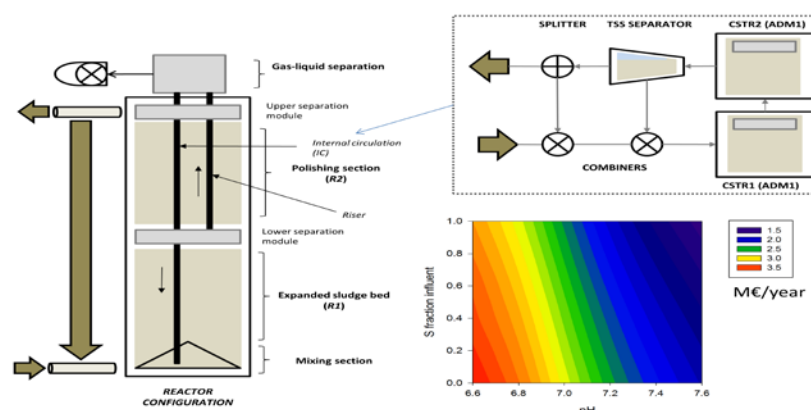 Gas-liquid separation
Upper separation
module
Internal circulation
(IC)
Polishing section
(R2)
Riser
Lower separation
module
Expanded sludge bed
(R1)
Mixing section
REACTOR
CONFIGURATION
SPLITTER
TSS SEPARATOR
CSTR2 (ADM1)
COMBINERS
CSTR1 (ADM1)
S fraction influent
1.0
0.8
0.6
0.4
0.2
0.0
6.6
6.8
7.0
7.2
7.4
7.6
pH
1.5
2.0
2.5
3.0
3.5
M€/year